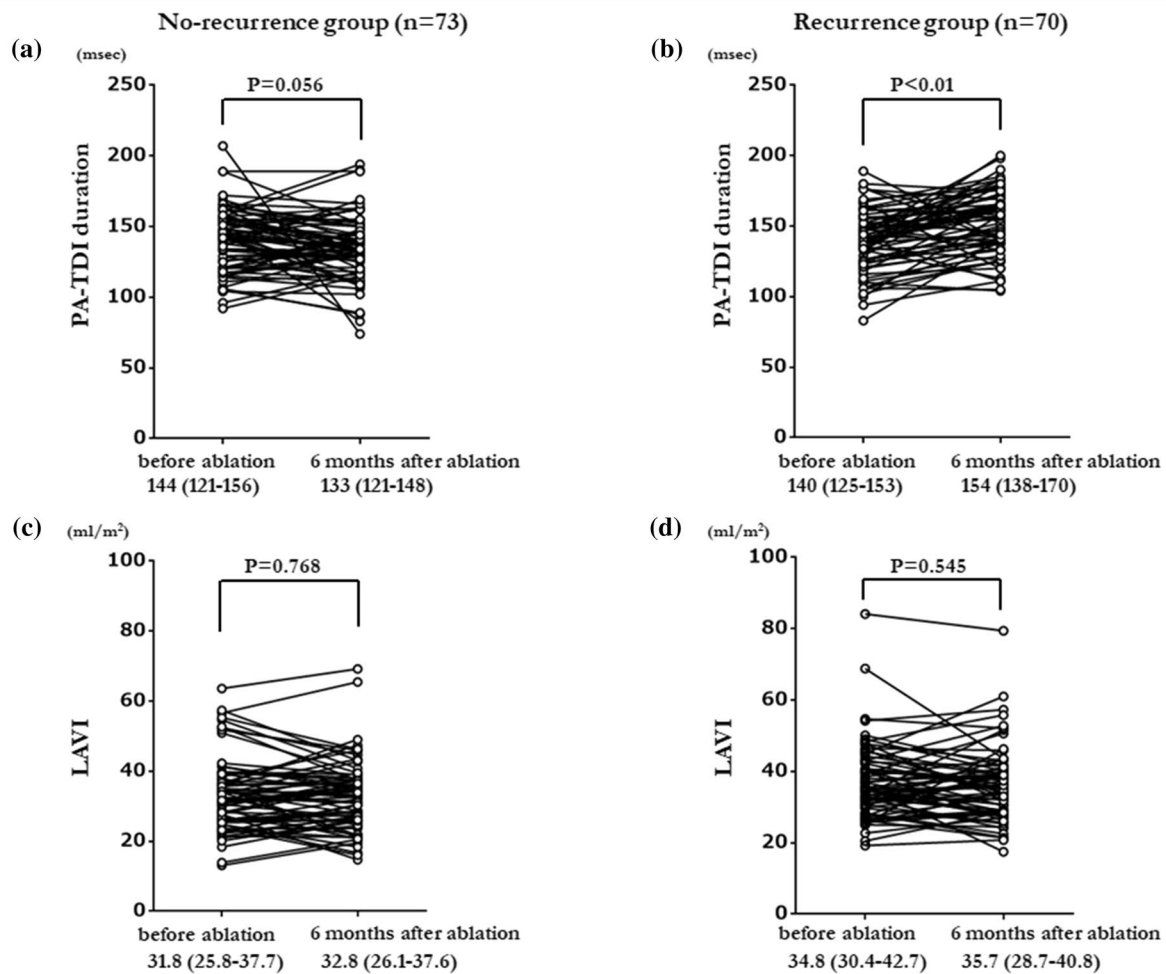 No-recurrence group (n=73)
Recurrence group (n=70)
(a)
(msec)
P=0.056
PA-TDI duration
250
200
150
100
50
0
before ablation 6 months after ablation
144 (121-156) 133 (121-148)
(b)
(msec)
P<0.01
PA-TDI duration
250
200
150
100
50
0
before ablation 6 months after ablation
140 (125-153) 154 (138-170)
(c)
(ml/m²)
P=0.768
LAVI
100
80
60
40
20
0
before ablation 6 months after ablation
31.8 (25.8-37.7) 32.8 (26.1-37.6)
(d)
(ml/m²)
P=0.545
LAVI
100
80
60
40
20
0
before ablation 6 months after ablation
34.8 (30.4-42.7) 35.7 (28.7-40.8)